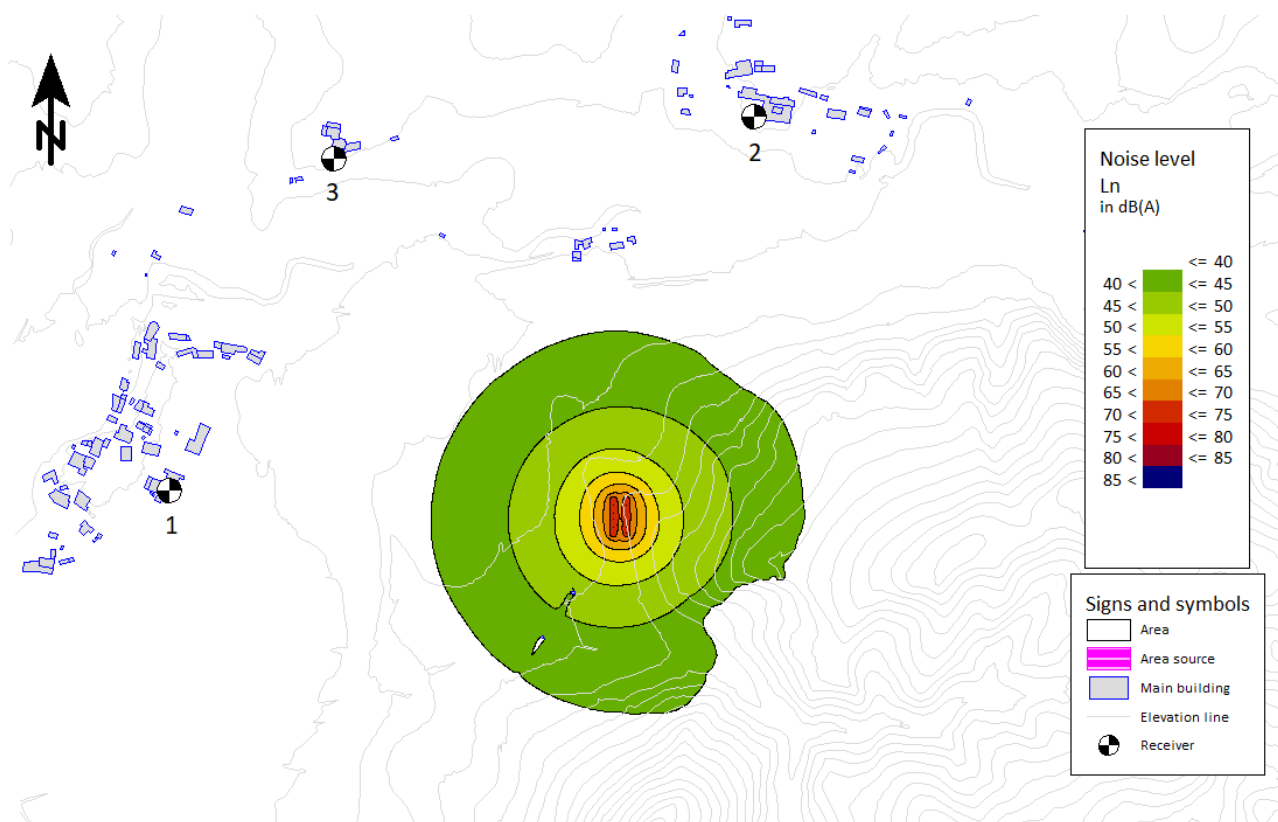 N
2
3
1
Noise level
Ln
in dB(A)
<= 40
40 < <= 45
45 < <= 50
50 < <= 55
55 < <= 60
60 < <= 65
65 < <= 70
70 < <= 75
75 < <= 80
80 < <= 85
85 <
Signs and symbols
Area
Area source
Main building
Elevation line
Receiver